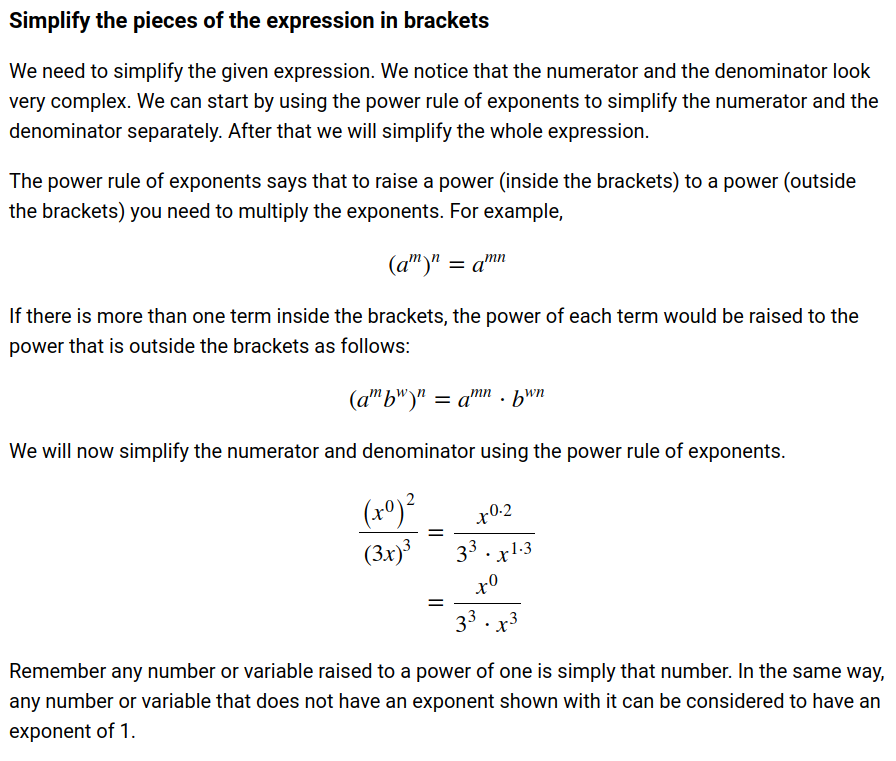 Simplify the pieces of the expression in brackets
We need to simplify the given expression. We notice that the numerator and the denominator look
very complex. We can start by using the power rule of exponents to simplify the numerator and the
denominator separately. After that we will simplify the whole expression.
The power rule of exponents says that to raise a power (inside the brackets) to a power (outside
the brackets) you need to multiply the exponents. For example,
(a^m)^n = a^{mn}
If there is more than one term inside the brackets, the power of each term would be raised to the
power that is outside the brackets as follows:
(a^m b^w)^n = a^{mn} · b^{wn}
We will now simplify the numerator and denominator using the power rule of exponents.
\frac{(x^0)^2}{(3x)^3} = \frac{x^{0·2}}{3^3 · x^{1·3}}
= \frac{x^0}{3^3 · x^3}
Remember any number or variable raised to a power of one is simply that number. In the same way,
any number or variable that does not have an exponent shown with it can be considered to have an
exponent of 1.